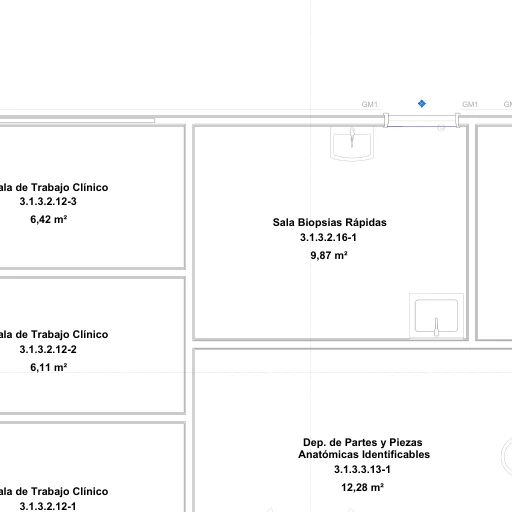 GM1
GM1
ala de Trabajo Clínico
3.1.3.2.12-3
6,42 m²
Sala Biopsias Rápidas
3.1.3.2.16-1
9,87 m²
ala de Trabajo Clínico
3.1.3.2.12-2
6,11 m²
Dep. de Partes y Piezas
Anatómicas Identificables
3.1.3.3.13-1
12,28 m²
ala de Trabajo Clínico
3.1.3.2.12-1